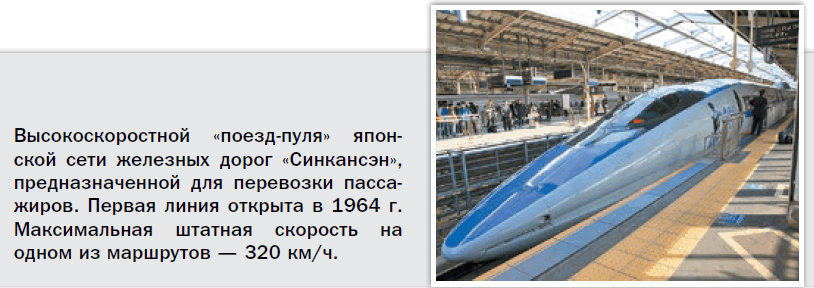 Высокоскоростной «поезд-пуля» япон-
ской сети железных дорог «Синкансэн»,
предназначенной для перевозки пасса-
жиров. Первая линия открыта в 1964 г.
Максимальная штатная скорость на
одном из маршрутов — 320 км/ч.